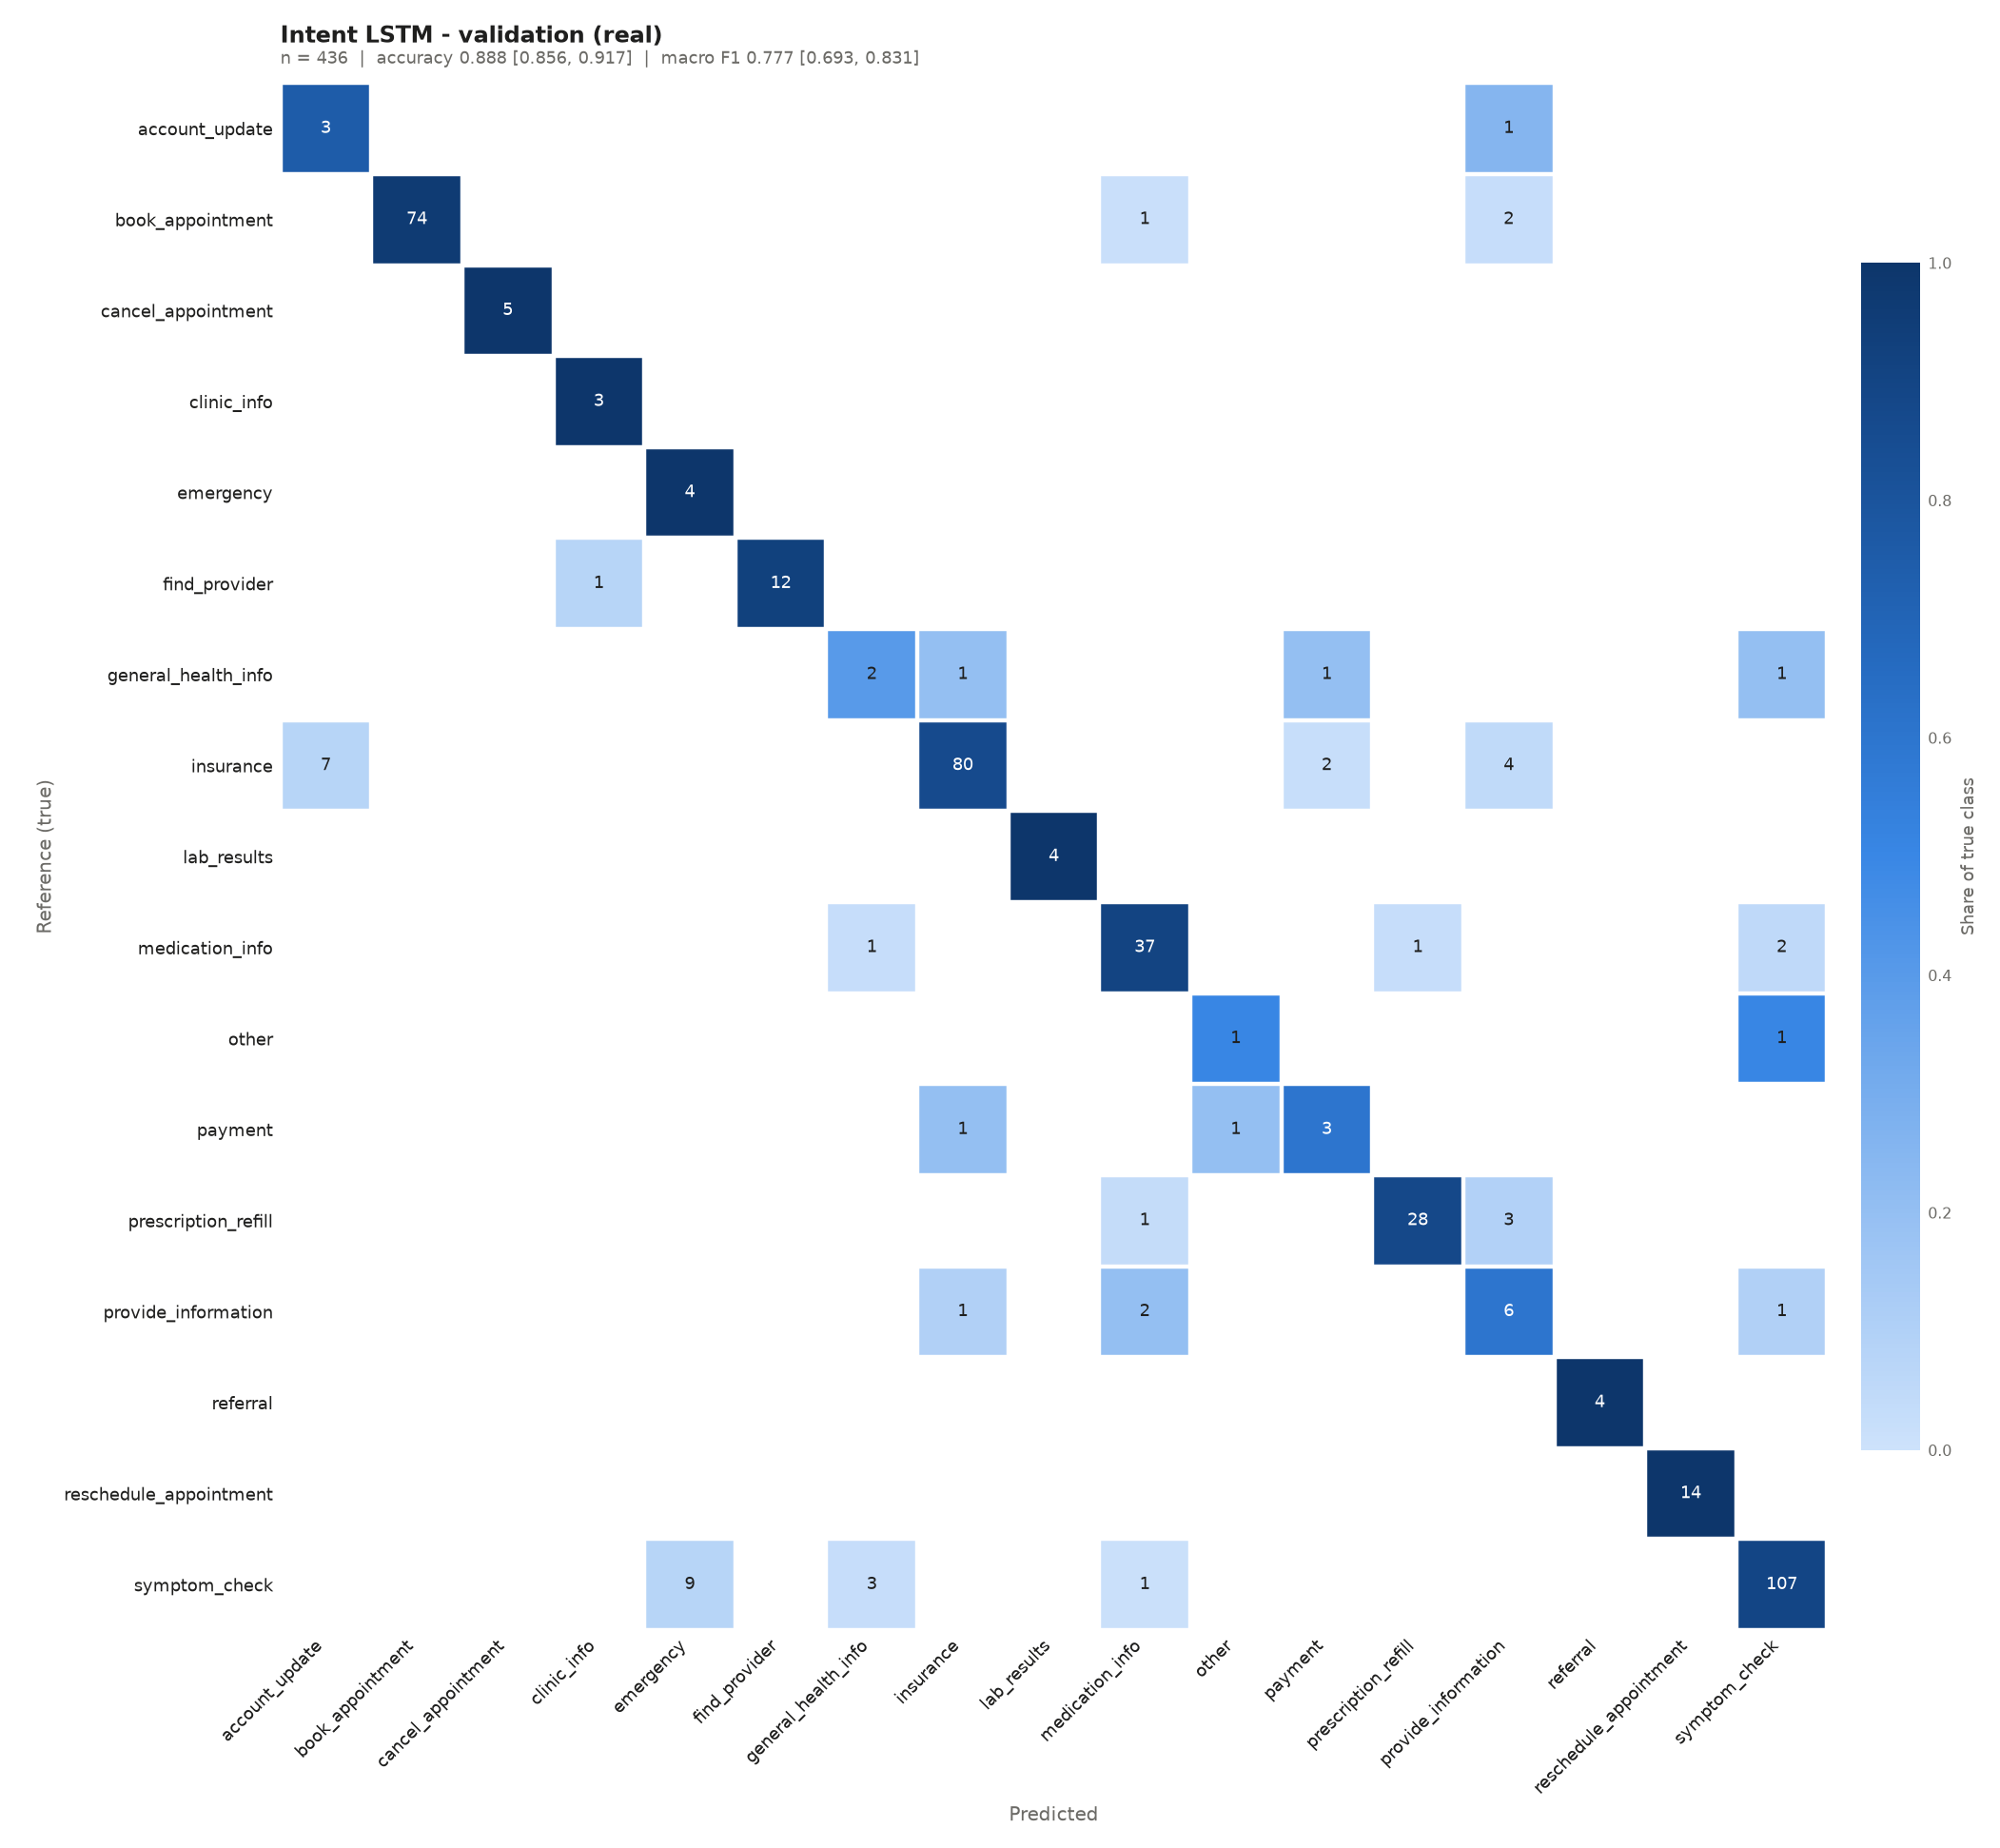 Intent LSTM - validation (real)
n = 436 | accuracy 0.888 [0.856, 0.917] | macro F1 0.777 [0.693, 0.831]
account_update 3 1
book_appointment 74 1 2
cancel_appointment 5
clinic_info 3
emergency 4
find_provider 1 12
general_health_info 2 1 1 1
insurance 7 80 2 4
lab_results 4
medication_info 1 37 1 2
other 1 1
payment 1 1 3
prescription_refill 1 28 3
provide_information 1 2 6 1
referral 4
reschedule_appointment 14
symptom_check 9 3 1 107
Reference (true)
account_update
book_appointment
cancel_appointment
clinic_info
emergency
find_provider
general_health_info
insurance
lab_results
medication_info
other
payment
prescription_refill
provide_information
referral
reschedule_appointment
symptom_check
Predicted
1.0
0.8
0.6
0.4
0.2
0.0
Share of true class